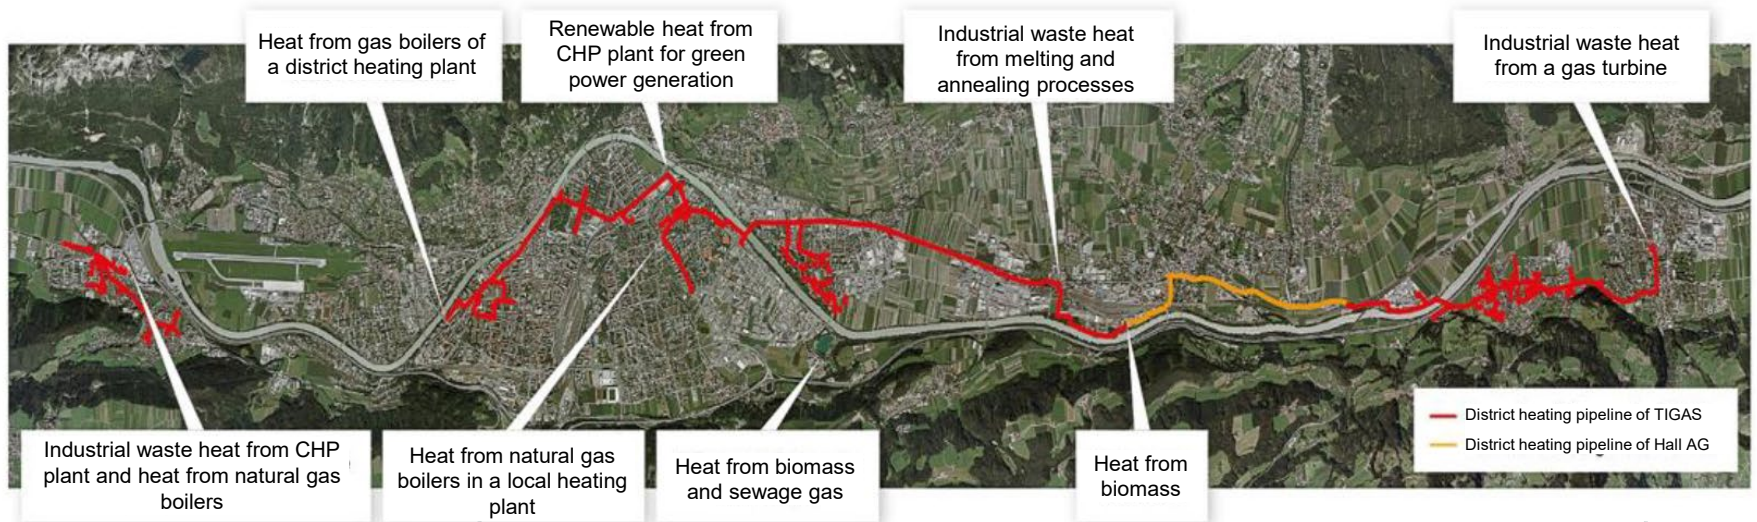 Heat from gas boilers of
a district heating plant
Renewable heat from
CHP plant for green
power generation
Industrial waste heat
from melting and
annealing processes
Industrial waste heat
from a gas turbine
Industrial waste heat from CHP
plant and heat from natural gas
boilers
Heat from natural gas
boilers in a local heating
plant
Heat from biomass
and sewage gas
Heat from
biomass
District heating pipeline of TIGAS
District heating pipeline of Hall AG